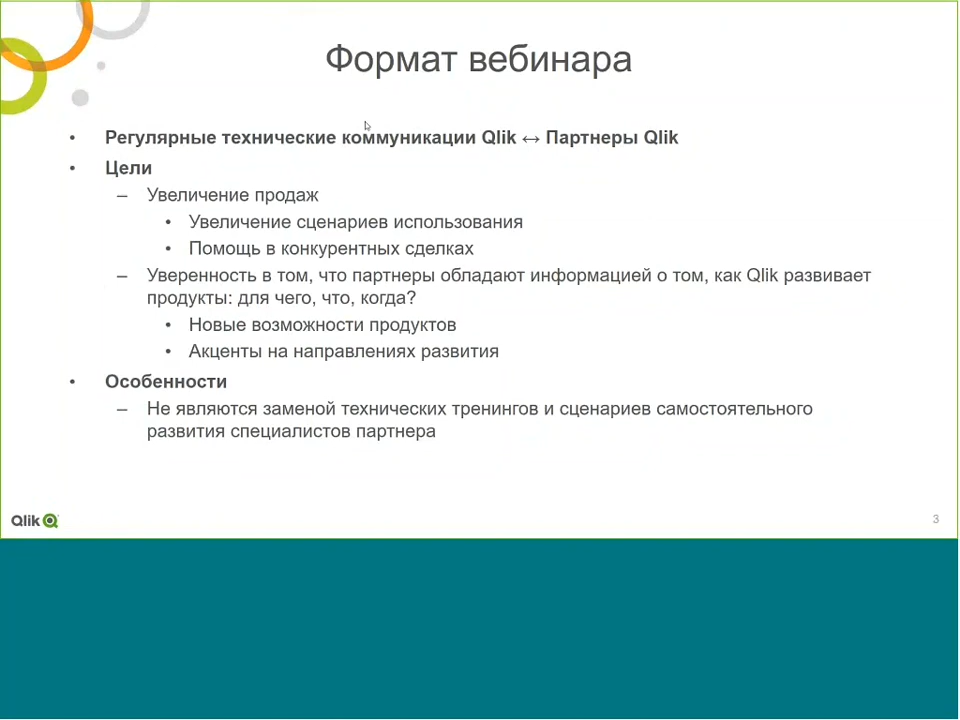 Формат вебинара
• Регулярные технические коммуникации Qlik ↔ Партнеры Qlik
• Цели
– Увеличение продаж
• Увеличение сценариев использования
• Помощь в конкурентных сделках
– Уверенность в том, что партнеры обладают информацией о том, как Qlik развивает
продукты: для чего, что, когда?
• Новые возможности продуктов
• Акценты на направлениях развития
• Особенности
– Не являются заменой технических тренингов и сценариев самостоятельного
развития специалистов партнера
Qlik
3